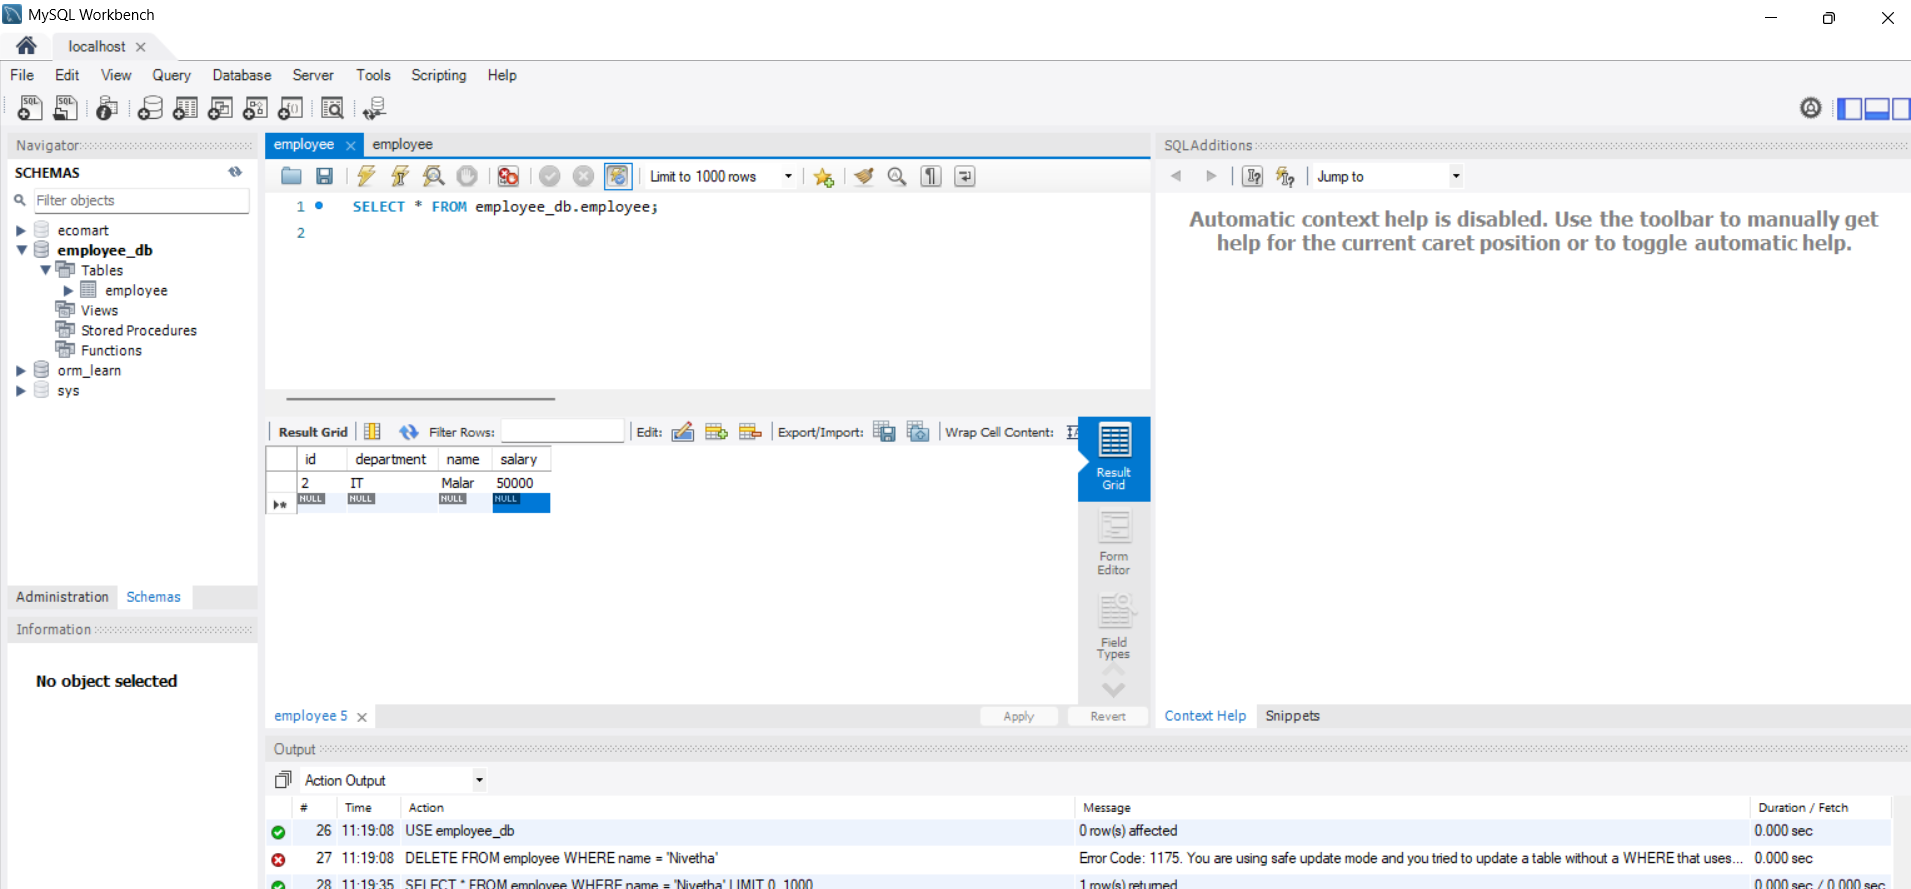 MySQL Workbench
localhost
File Edit View Query Database Server Tools Scripting Help
Navigator
SCHEMAS
Filter objects
ecomart
employee_db
Tables
employee
Views
Stored Procedures
Functions
orm_learn
sys
Administration Schemas
Information
No object selected
employee employee
Limit to 1000 rows
1 SELECT * FROM employee_db.employee;
2
Result Grid Filter Rows: Edit: Export/Import: Wrap Cell Content:
id department name salary
2 IT Malar 50000
NULL NULL NULL NULL
Result Grid
Form Editor
Field Types
employee 5 Apply Revert
SQLAdditions
Jump to
Automatic context help is disabled. Use the toolbar to manually get
help for the current caret position or to toggle automatic help.
Context Help Snippets
Output
Action Output
# Time Action Message Duration / Fetch
26 11:19:08 USE employee_db 0 row(s) affected 0.000 sec
27 11:19:08 DELETE FROM employee WHERE name = 'Nivetha' Error Code: 1175. You are using safe update mode and you tried to update a table without a WHERE that uses... 0.000 sec
28 11:19:35 SELECT * FROM employee WHERE name = 'Nivetha' LIMIT 0, 1000 1 row(s) returned 0.000 sec / 0.000 sec